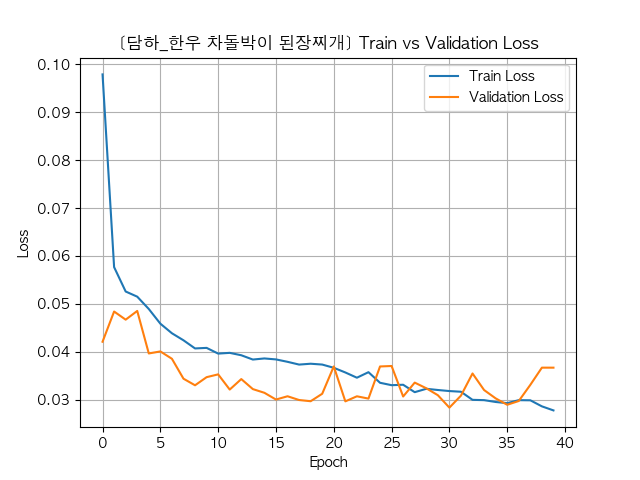 [담하_한우 차돌박이 된장찌개] Train vs Validation Loss
Train Loss
Validation Loss
Loss
0.10
0.09
0.08
0.07
0.06
0.05
0.04
0.03
0 5 10 15 20 25 30 35 40
Epoch